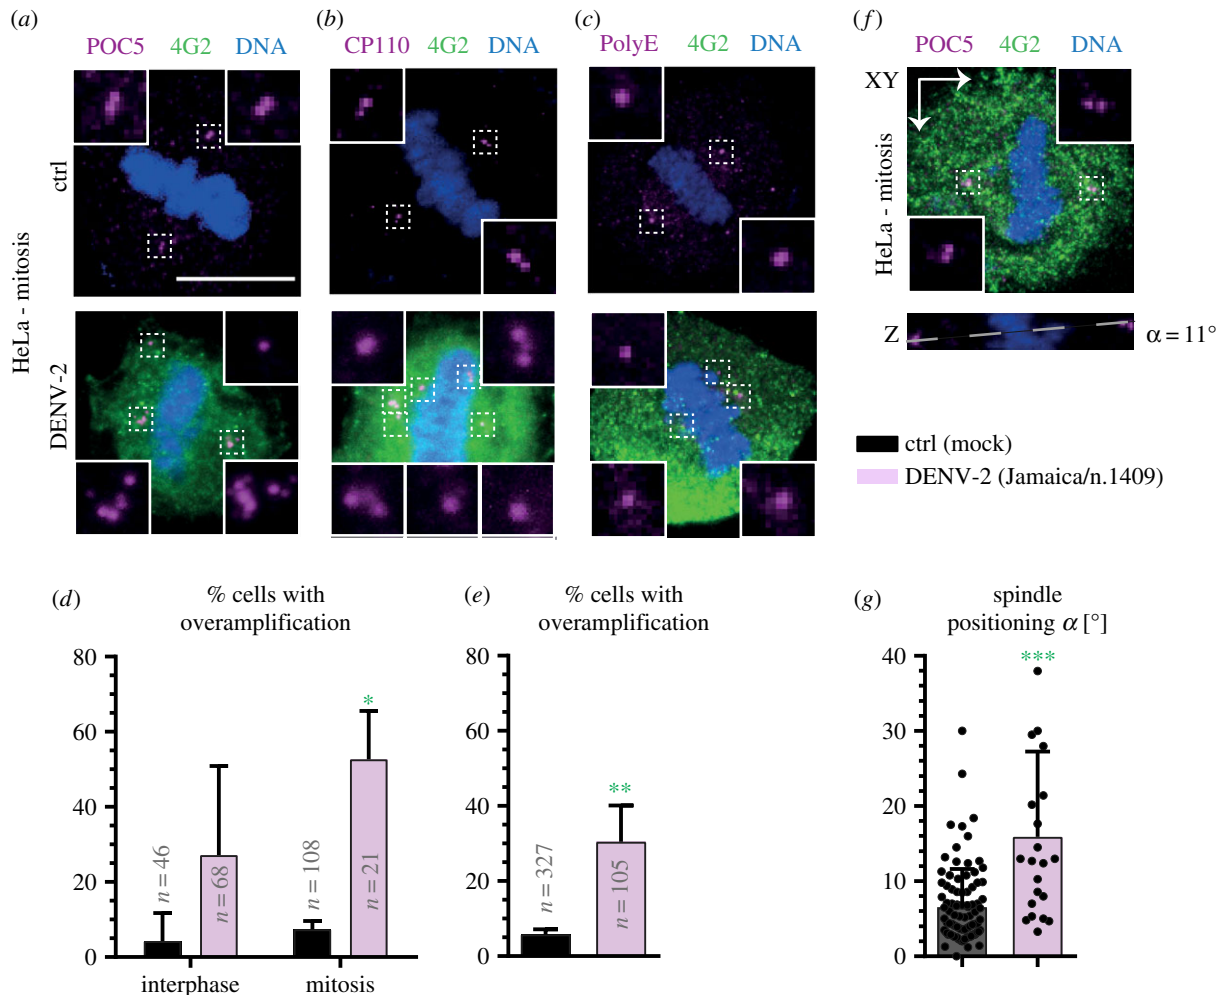 (a)
POC5 4G2 DNA
(b)
CP110 4G2 DNA
(c)
PolyE 4G2 DNA
(f)
POC5 4G2 DNA
HeLa - mitosis
ctrl
DENV-2
XY
HeLa - mitosis
Z
α = 11°
ctrl (mock)
DENV-2 (Jamaica/n.1409)
(d)
% cells with
overamplification
80
60
40
20
0
n = 46
n = 68
n = 108
n = 21
*
interphase
mitosis
(e)
% cells with
overamplification
80
60
40
20
0
n = 327
n = 105
**
(g)
spindle
positioning α [°]
40
30
20
10
0
***